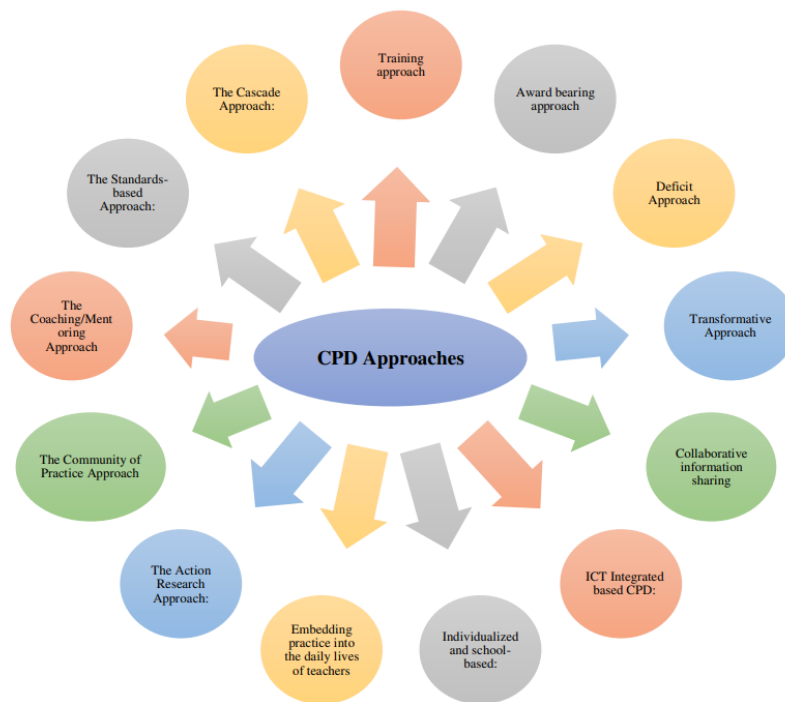 Training
approach
Award bearing
approach
Deficit
Approach
Transformative
Approach
Collaborative
information
sharing
ICT Integrated
based CPD:
Individualized
and school-
based:
Embedding
practice into
the daily lives
of teachers
The Action
Research
Approach:
The Community of
Practice Approach
The
Coaching/Ment
oring
Approach
The Standards-
based
Approach:
The Cascade
Approach:
CPD Approaches